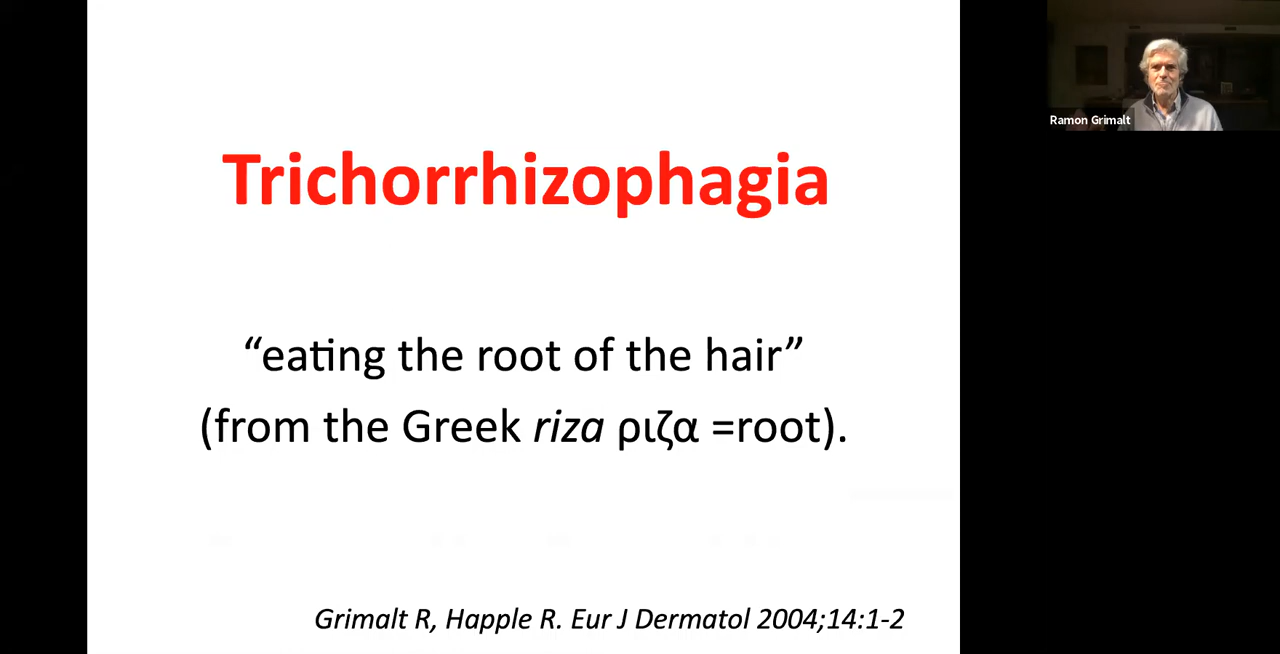 Trichorrhizophagia
“eating the root of the hair”
(from the Greek riza ριζα =root).
Grimalt R, Happle R. Eur J Dermatol 2004;14:1-2
Ramon Grimalt